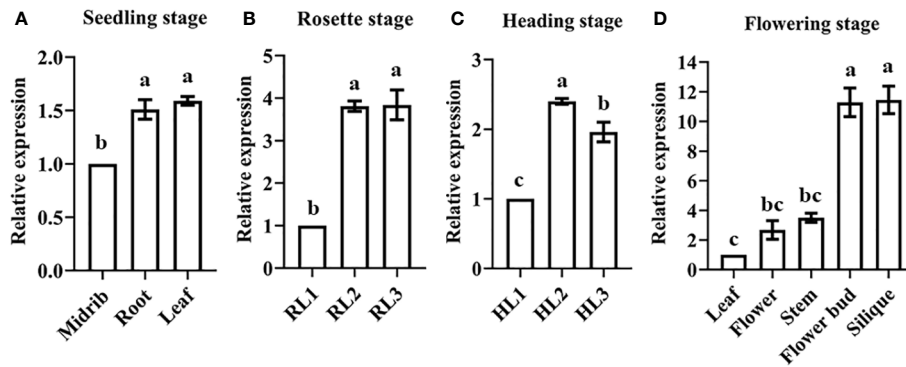 A Seedling stage
Relative expression
2.0
1.5
1.0
0.5
0.0
b
a
a
Midrib
Root
Leaf
B Rosette stage
Relative expression
5
4
3
2
1
0
b
a
a
RL1
RL2
RL3
C Heading stage
Relative expression
3
2
1
0
c
a
b
HL1
HL2
HL3
D Flowering stage
Relative expression
14
12
10
8
6
4
2
0
c
bc
bc
a
a
Leaf
Flower
Stem
Flower bud
Silique